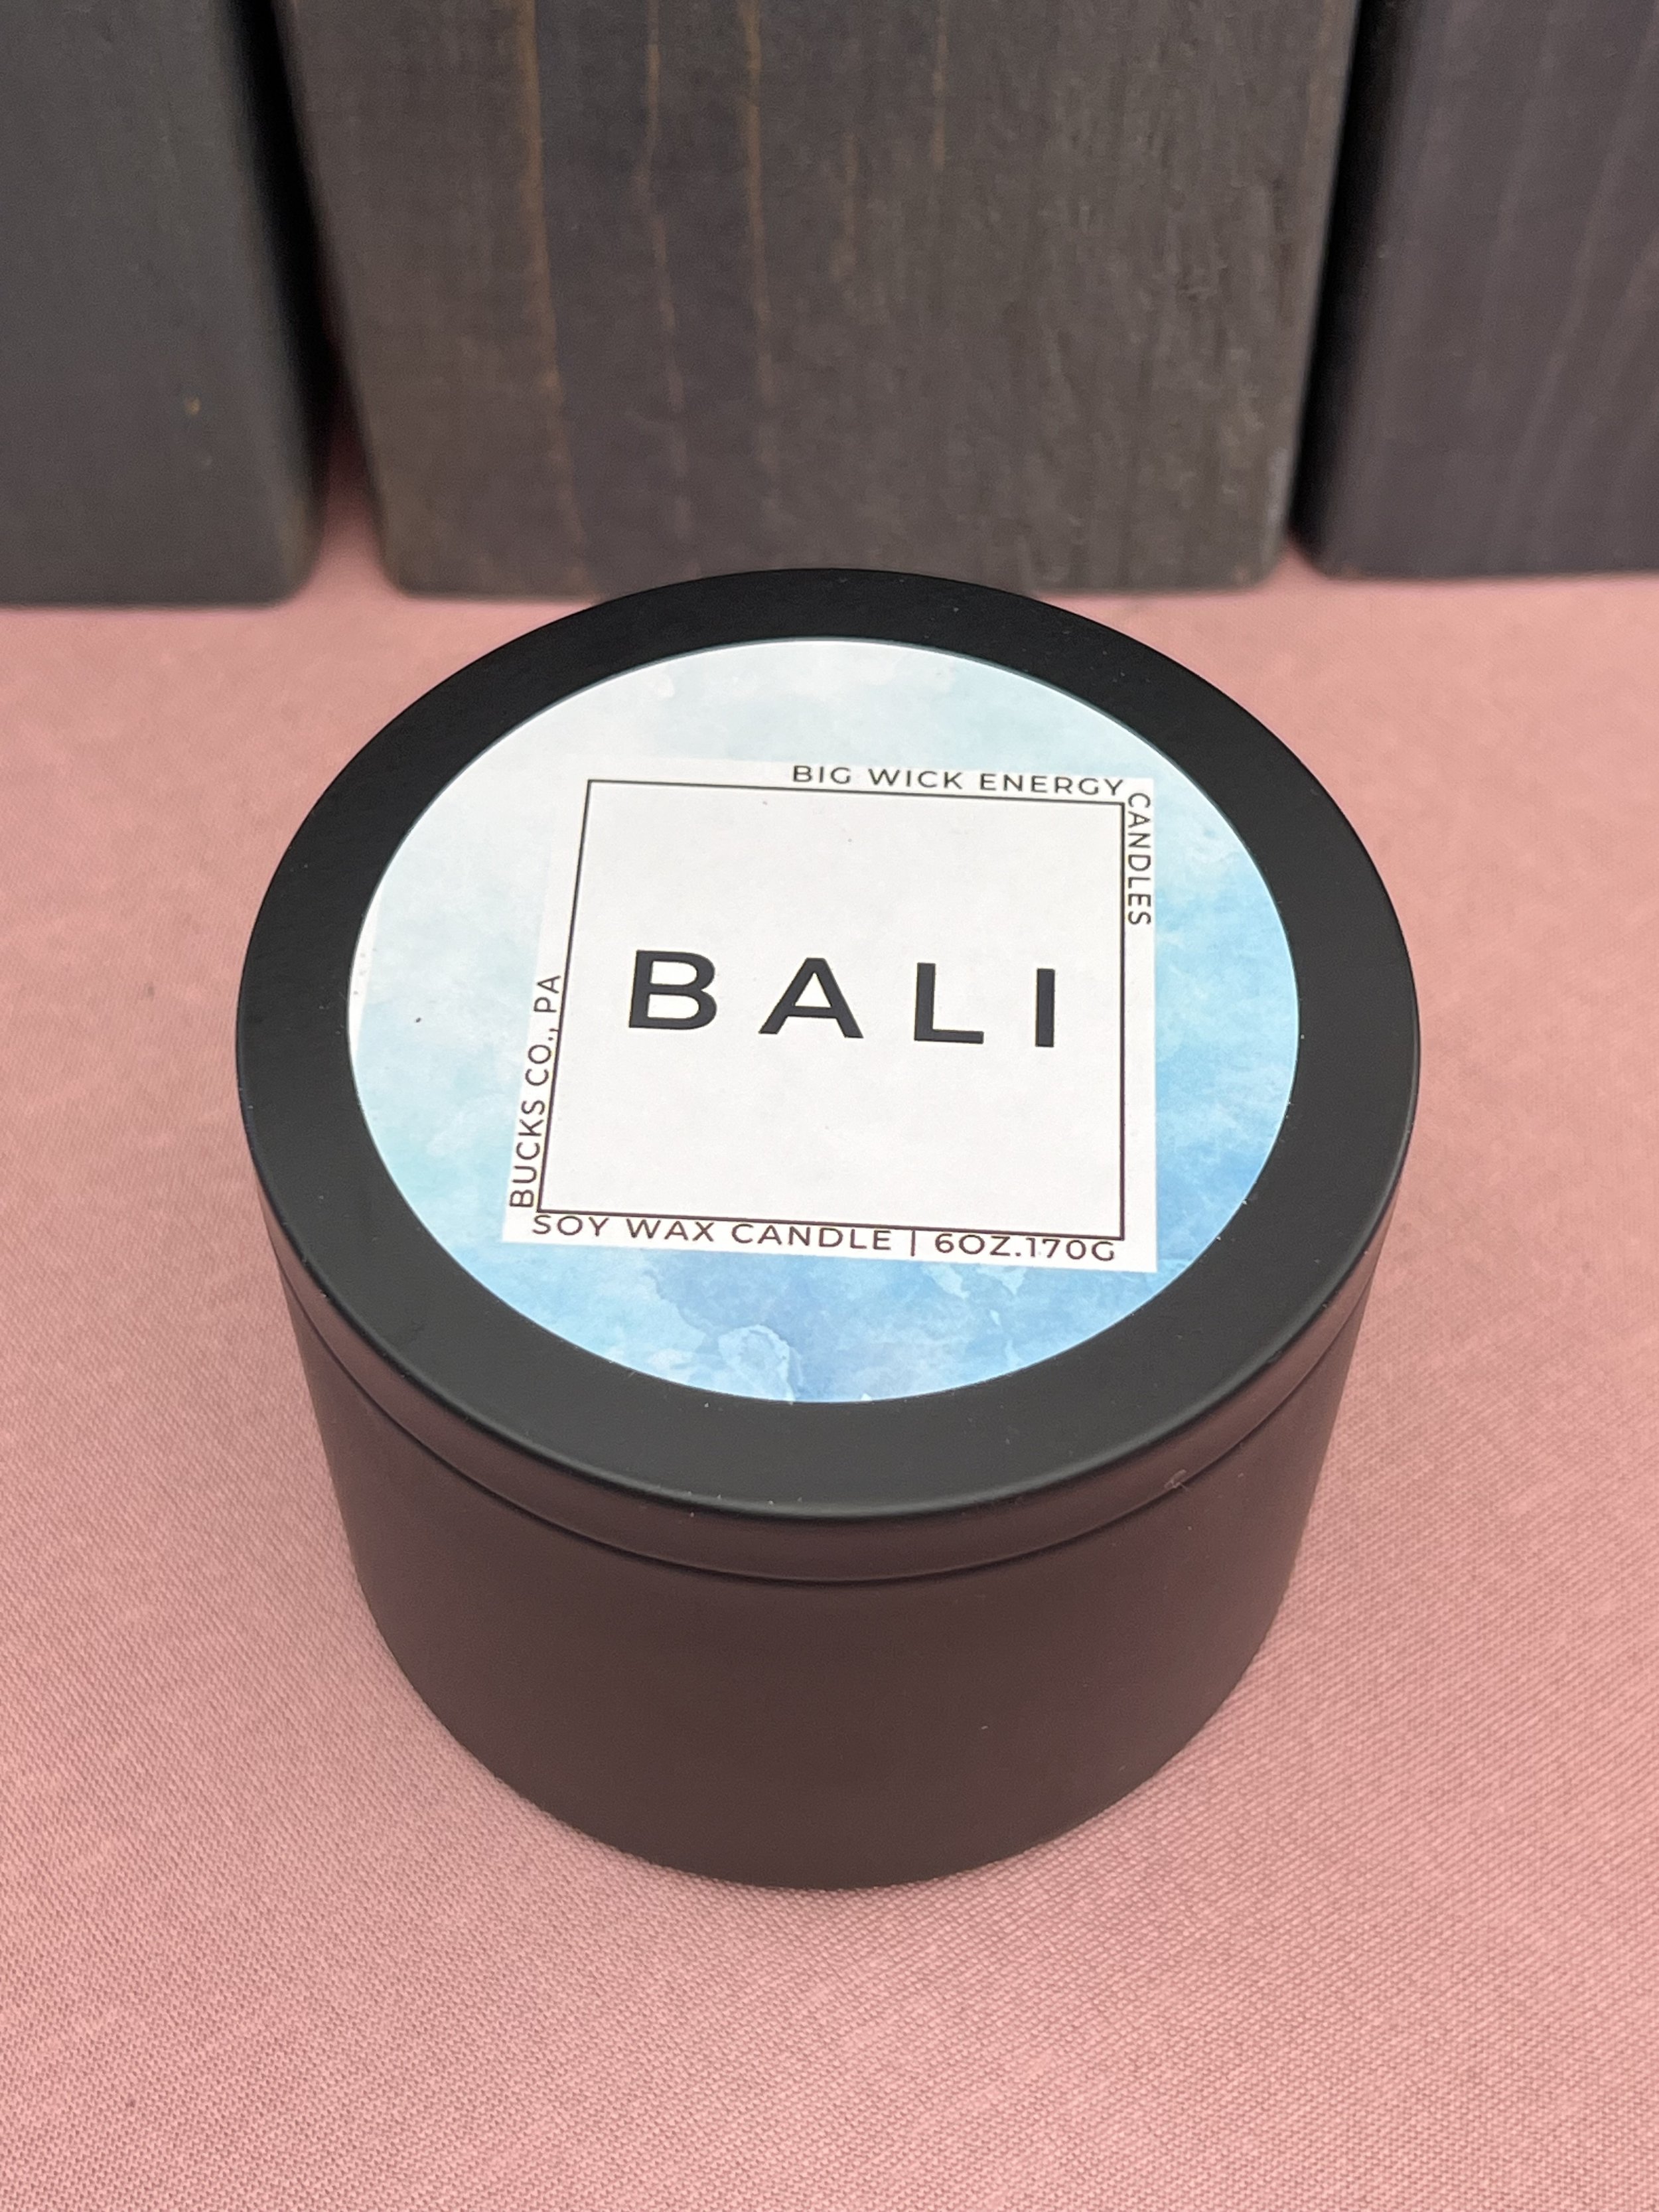 BIG WICK ENERGY
CANDLES
BALI
BUCKS CO., PA
SOY WAX CANDLE | 6OZ.170G